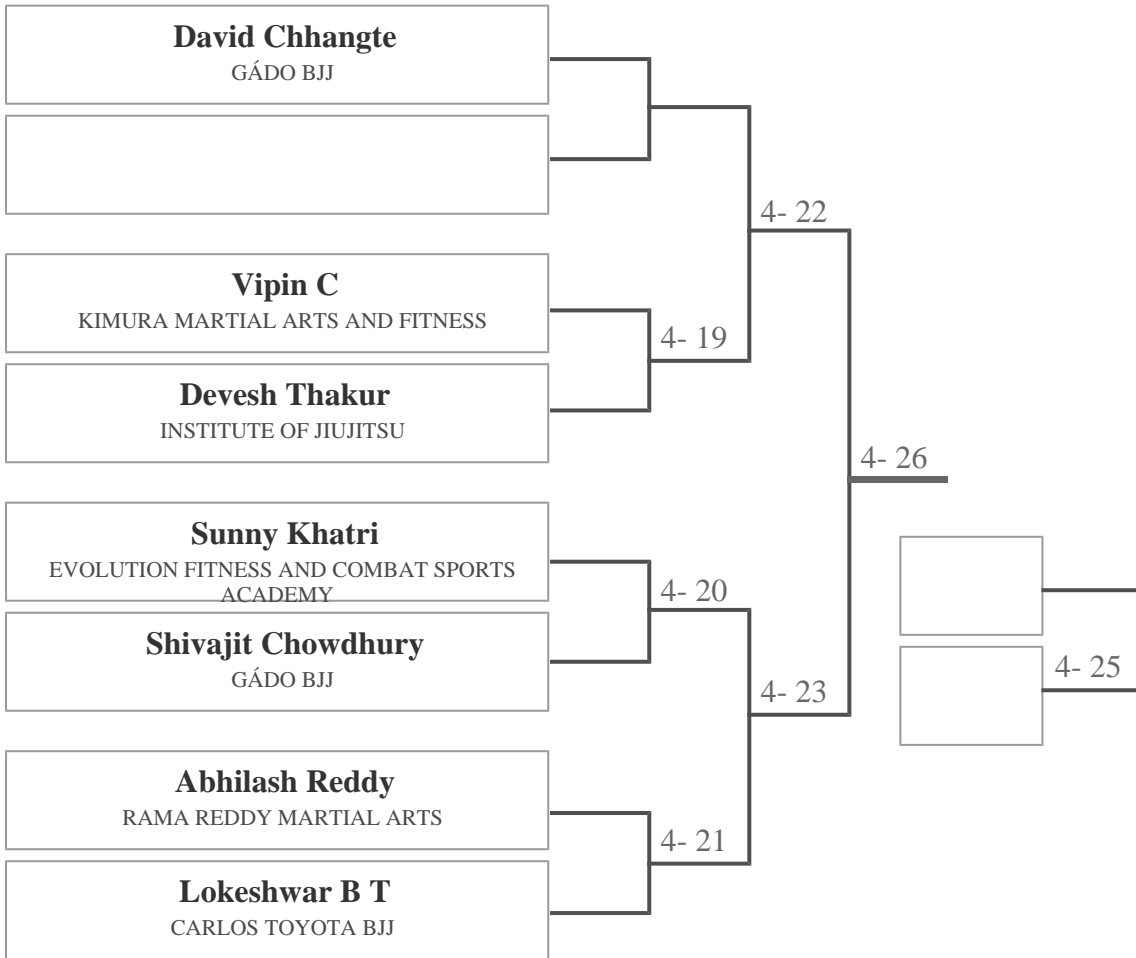 David Chhangte
GÁDO BJJ
4- 22
Vipin C
KIMURA MARTIAL ARTS AND FITNESS
4- 19
Devesh Thakur
INSTITUTE OF JIUJITSU
4- 26
Sunny Khatri
EVOLUTION FITNESS AND COMBAT SPORTS
ACADEMY
4- 20
Shivajit Chowdhury
GÁDO BJJ
4- 25
4- 23
Abhilash Reddy
RAMA REDDY MARTIAL ARTS
4- 21
Lokeshwar B T
CARLOS TOYOTA BJJ